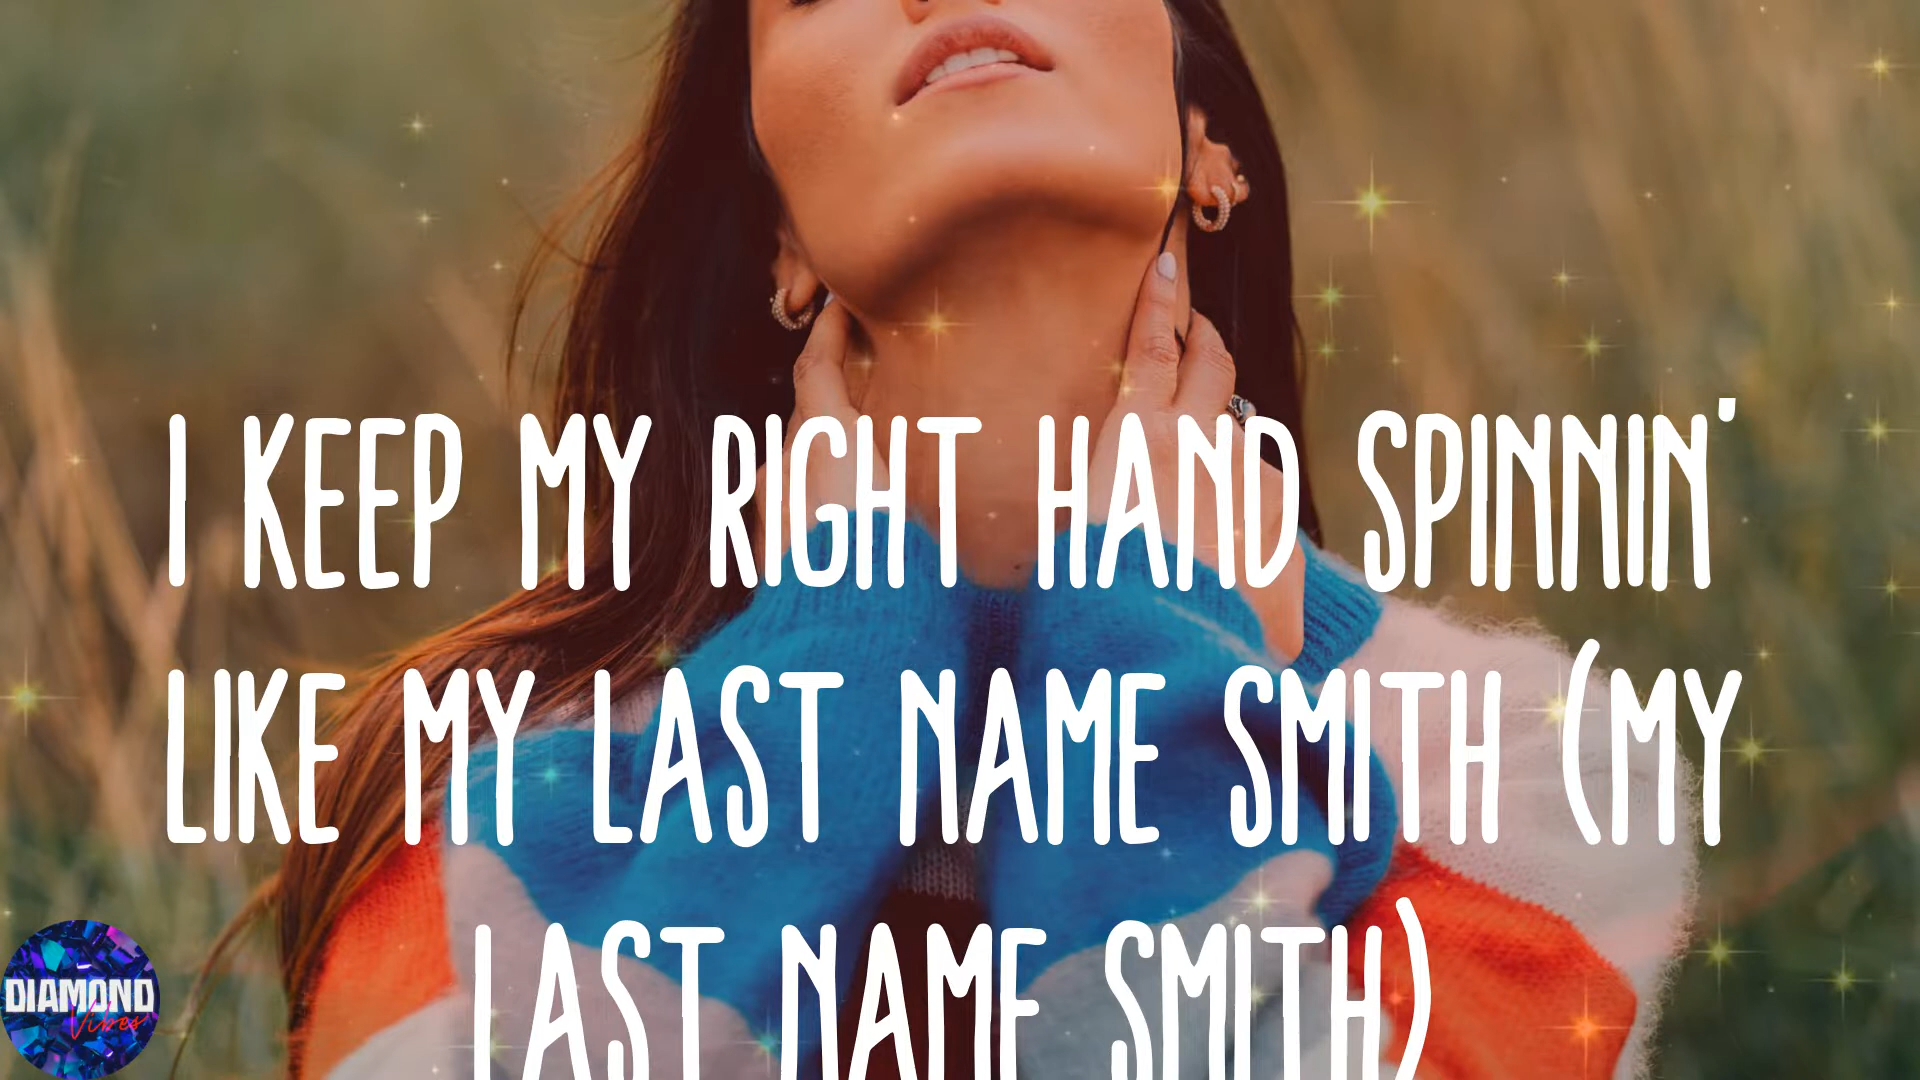 I KEEP MY RIGHT HAND SPINNIN'
LIKE MY LAST NAME SMITH (MY
LAST NAME SMITH)
DIAMOND
Vibes